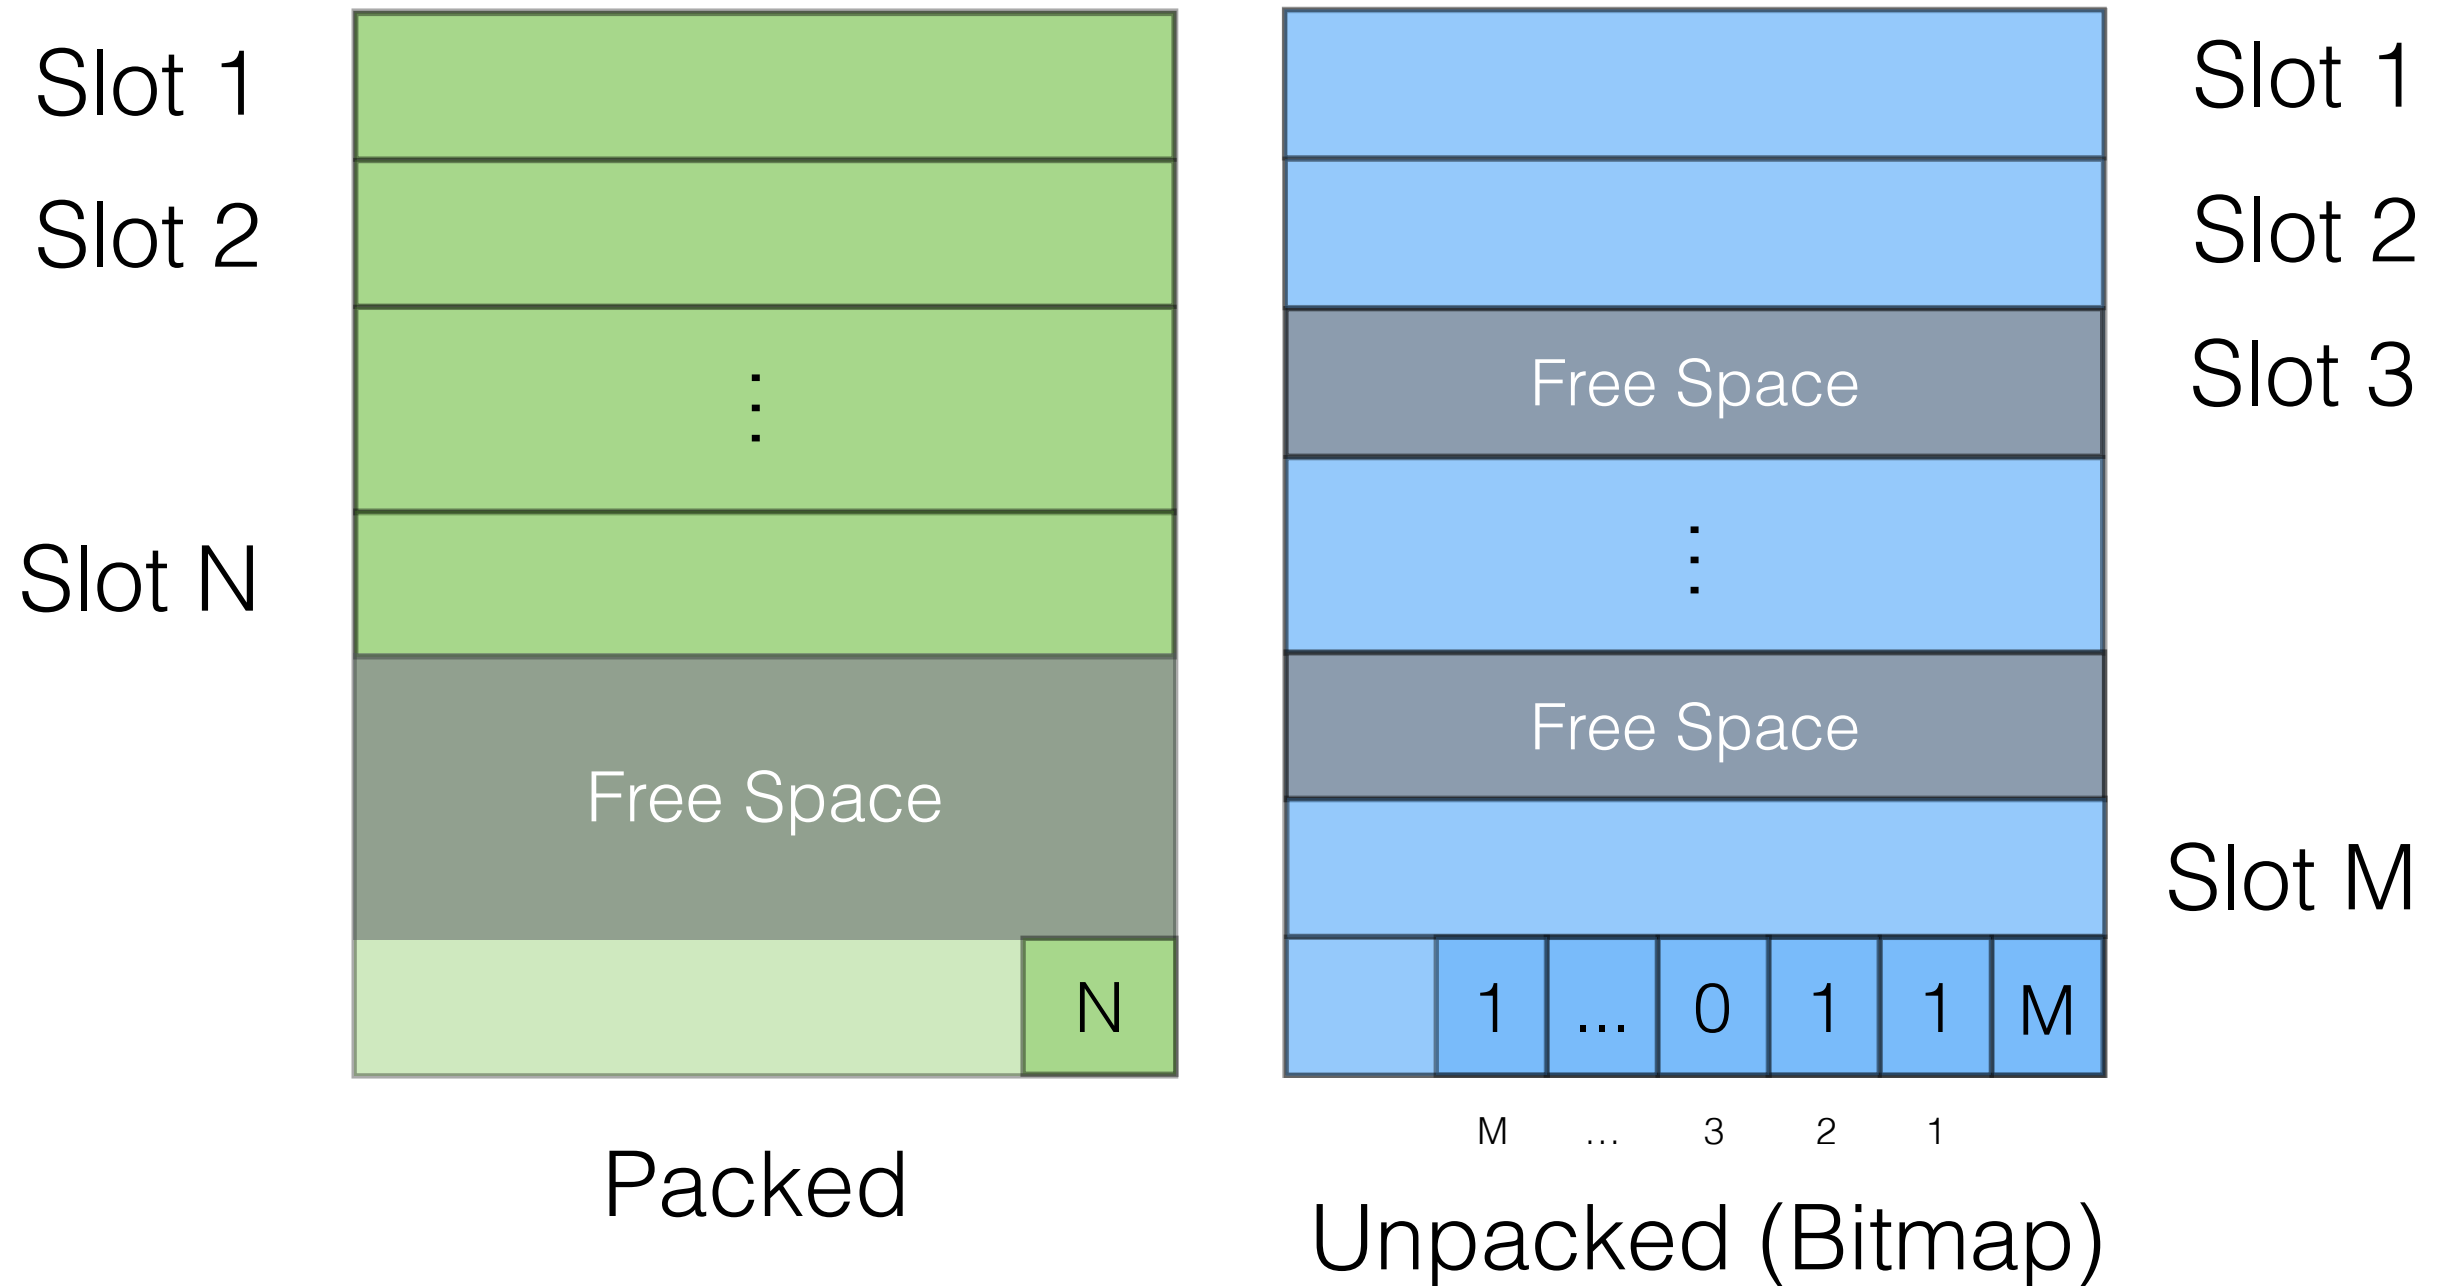 Slot 1
Slot 2
⋮
Slot N
Free Space
N
Packed
Slot 1
Slot 2
Free Space
Slot 3
⋮
Free Space
Slot M
1 ... 0 1 1 M
M ... 3 2 1
Unpacked (Bitmap)